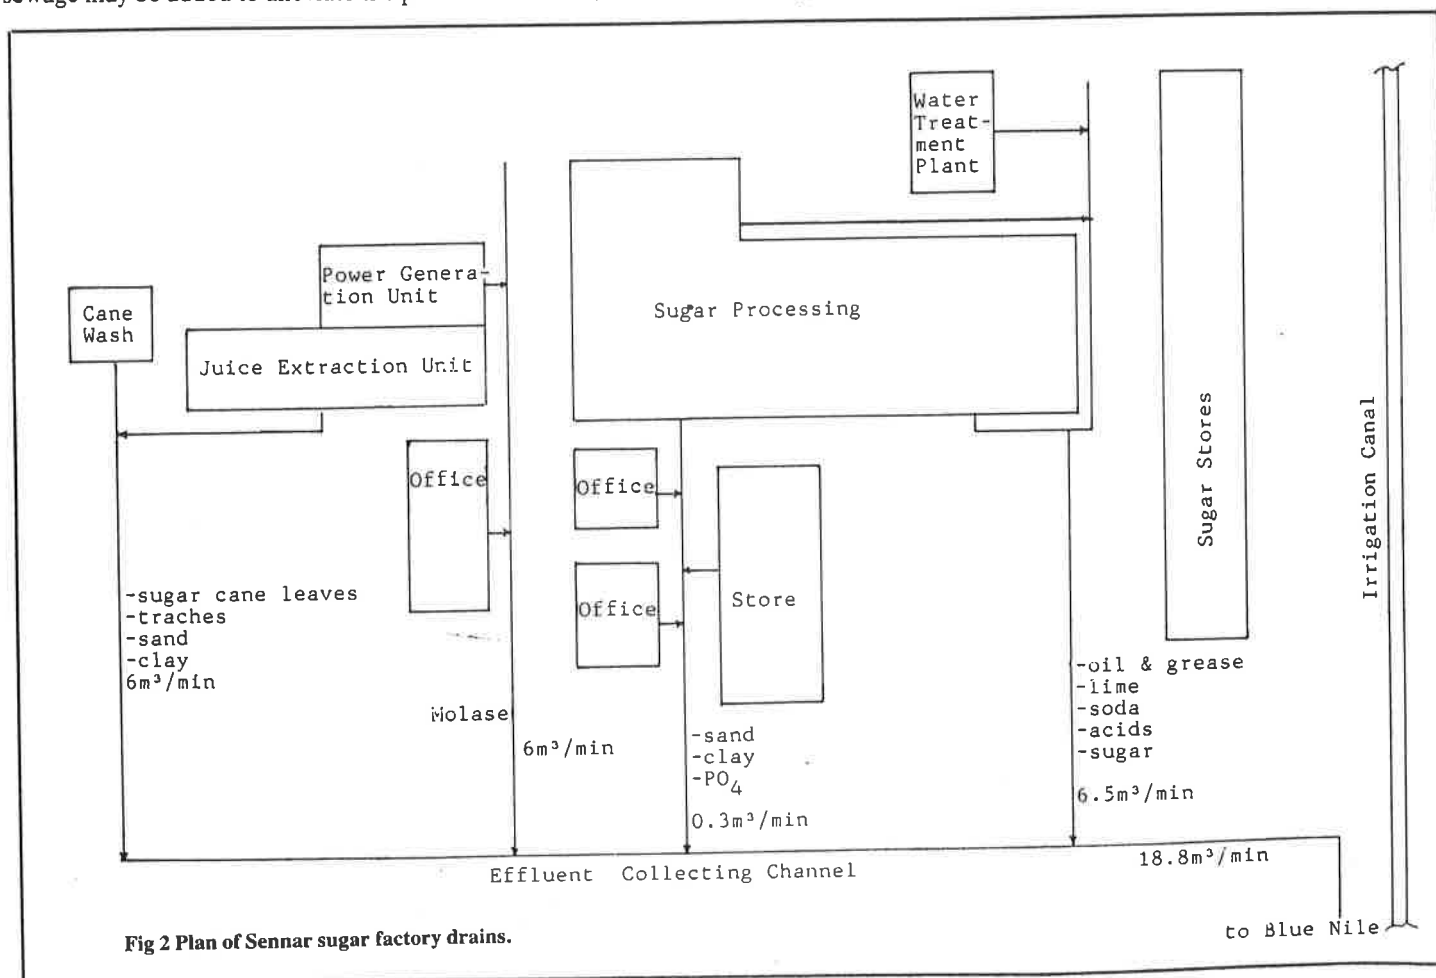 Water
Treat-
ment
Plant
Power Genera-
tion Unit
Cane
Wash
Sugar Processing
Juice Extraction Unit
Sugar Stores
Irrigation Canal
Office
Office
Office
Store
-sugar cane leaves
-traches
-sand
-clay
6m³/min
Molase
6m³/min
-sand
-clay
-PO₄
0.3m³/min
-oil & grease
-lime
-soda
-acids
-sugar
6.5m³/min
18.8m³/min
Effluent Collecting Channel
to Blue Nile
Fig 2 Plan of Sennar sugar factory drains.